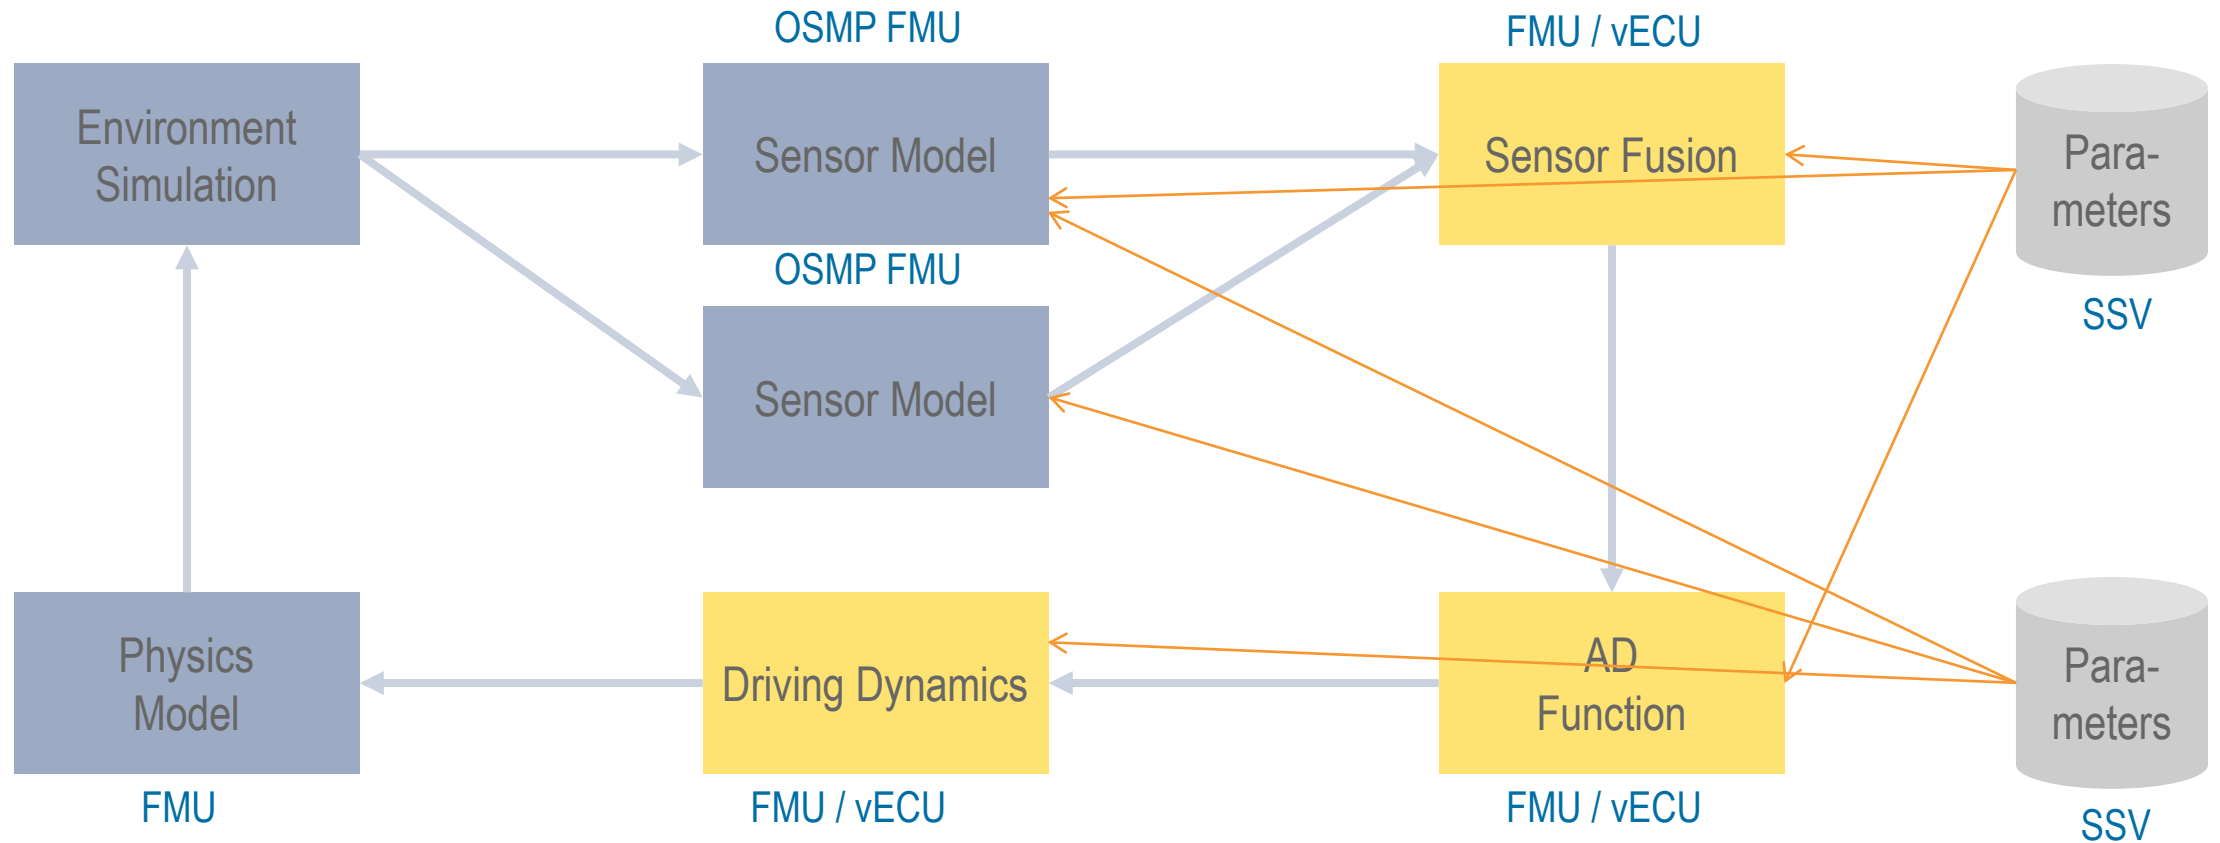 OSMP FMU
FMU / vECU
Environment
Simulation
Sensor Model
Sensor Fusion
Para-
meters
OSMP FMU
SSV
Sensor Model
Physics
Model
Driving Dynamics
AD
Function
Para-
meters
FMU
FMU / vECU
FMU / vECU
SSV